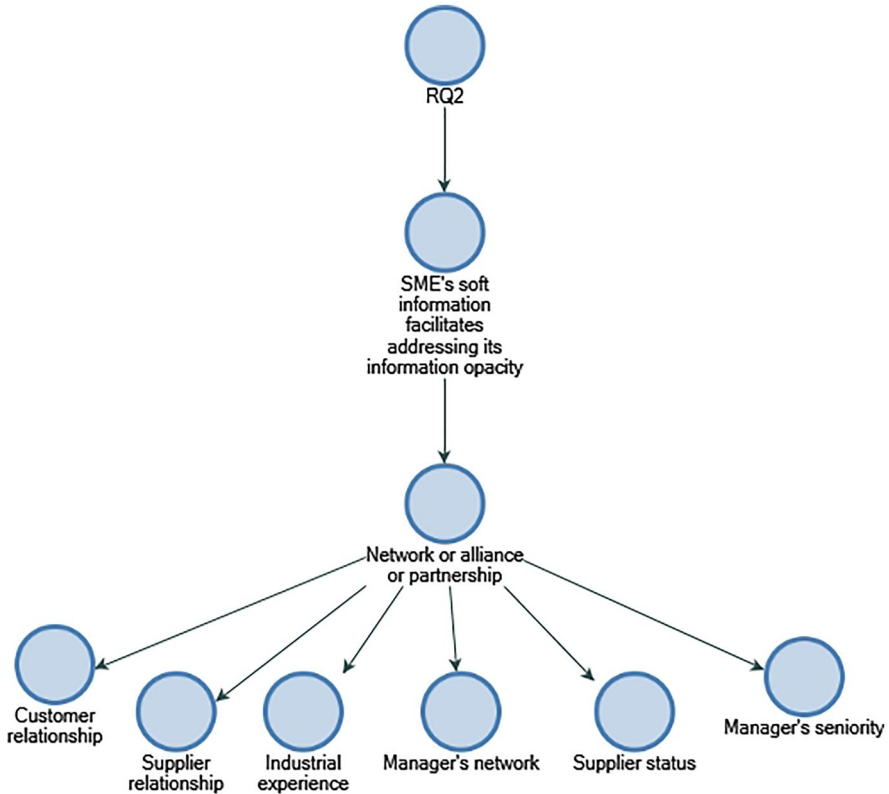 RQ2
SME's soft
information
facilitates
addressing its
information opacity
Network or alliance
or partnership
Customer
relationship
Supplier
relationship
Industrial
experience
Manager's network
Supplier status
Manager's seniority